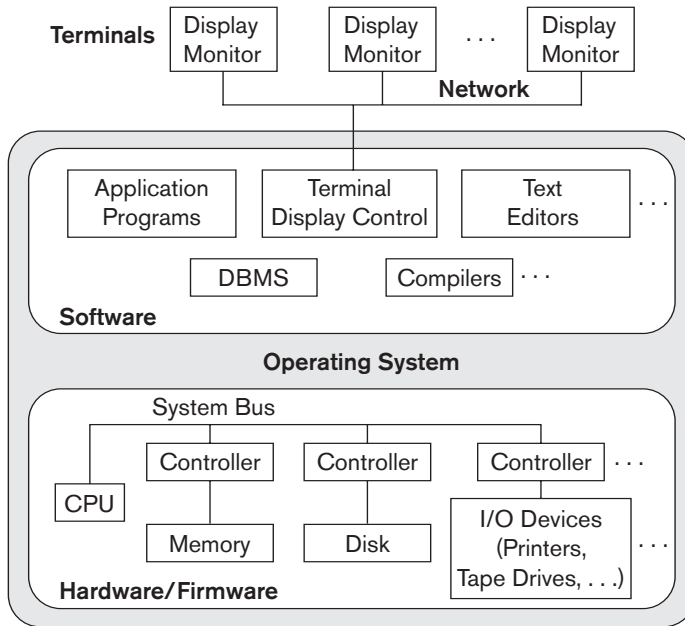 Terminals
Display
Monitor
Display
Monitor
. . .
Display
Monitor
Network
Application
Programs
Terminal
Display Control
Text
Editors
. . .
DBMS
Compilers
. . .
Software
Operating System
System Bus
Controller
Controller
Controller
. . .
CPU
Memory
Disk
I/O Devices
(Printers,
Tape Drives, . . .)
. . .
Hardware/Firmware